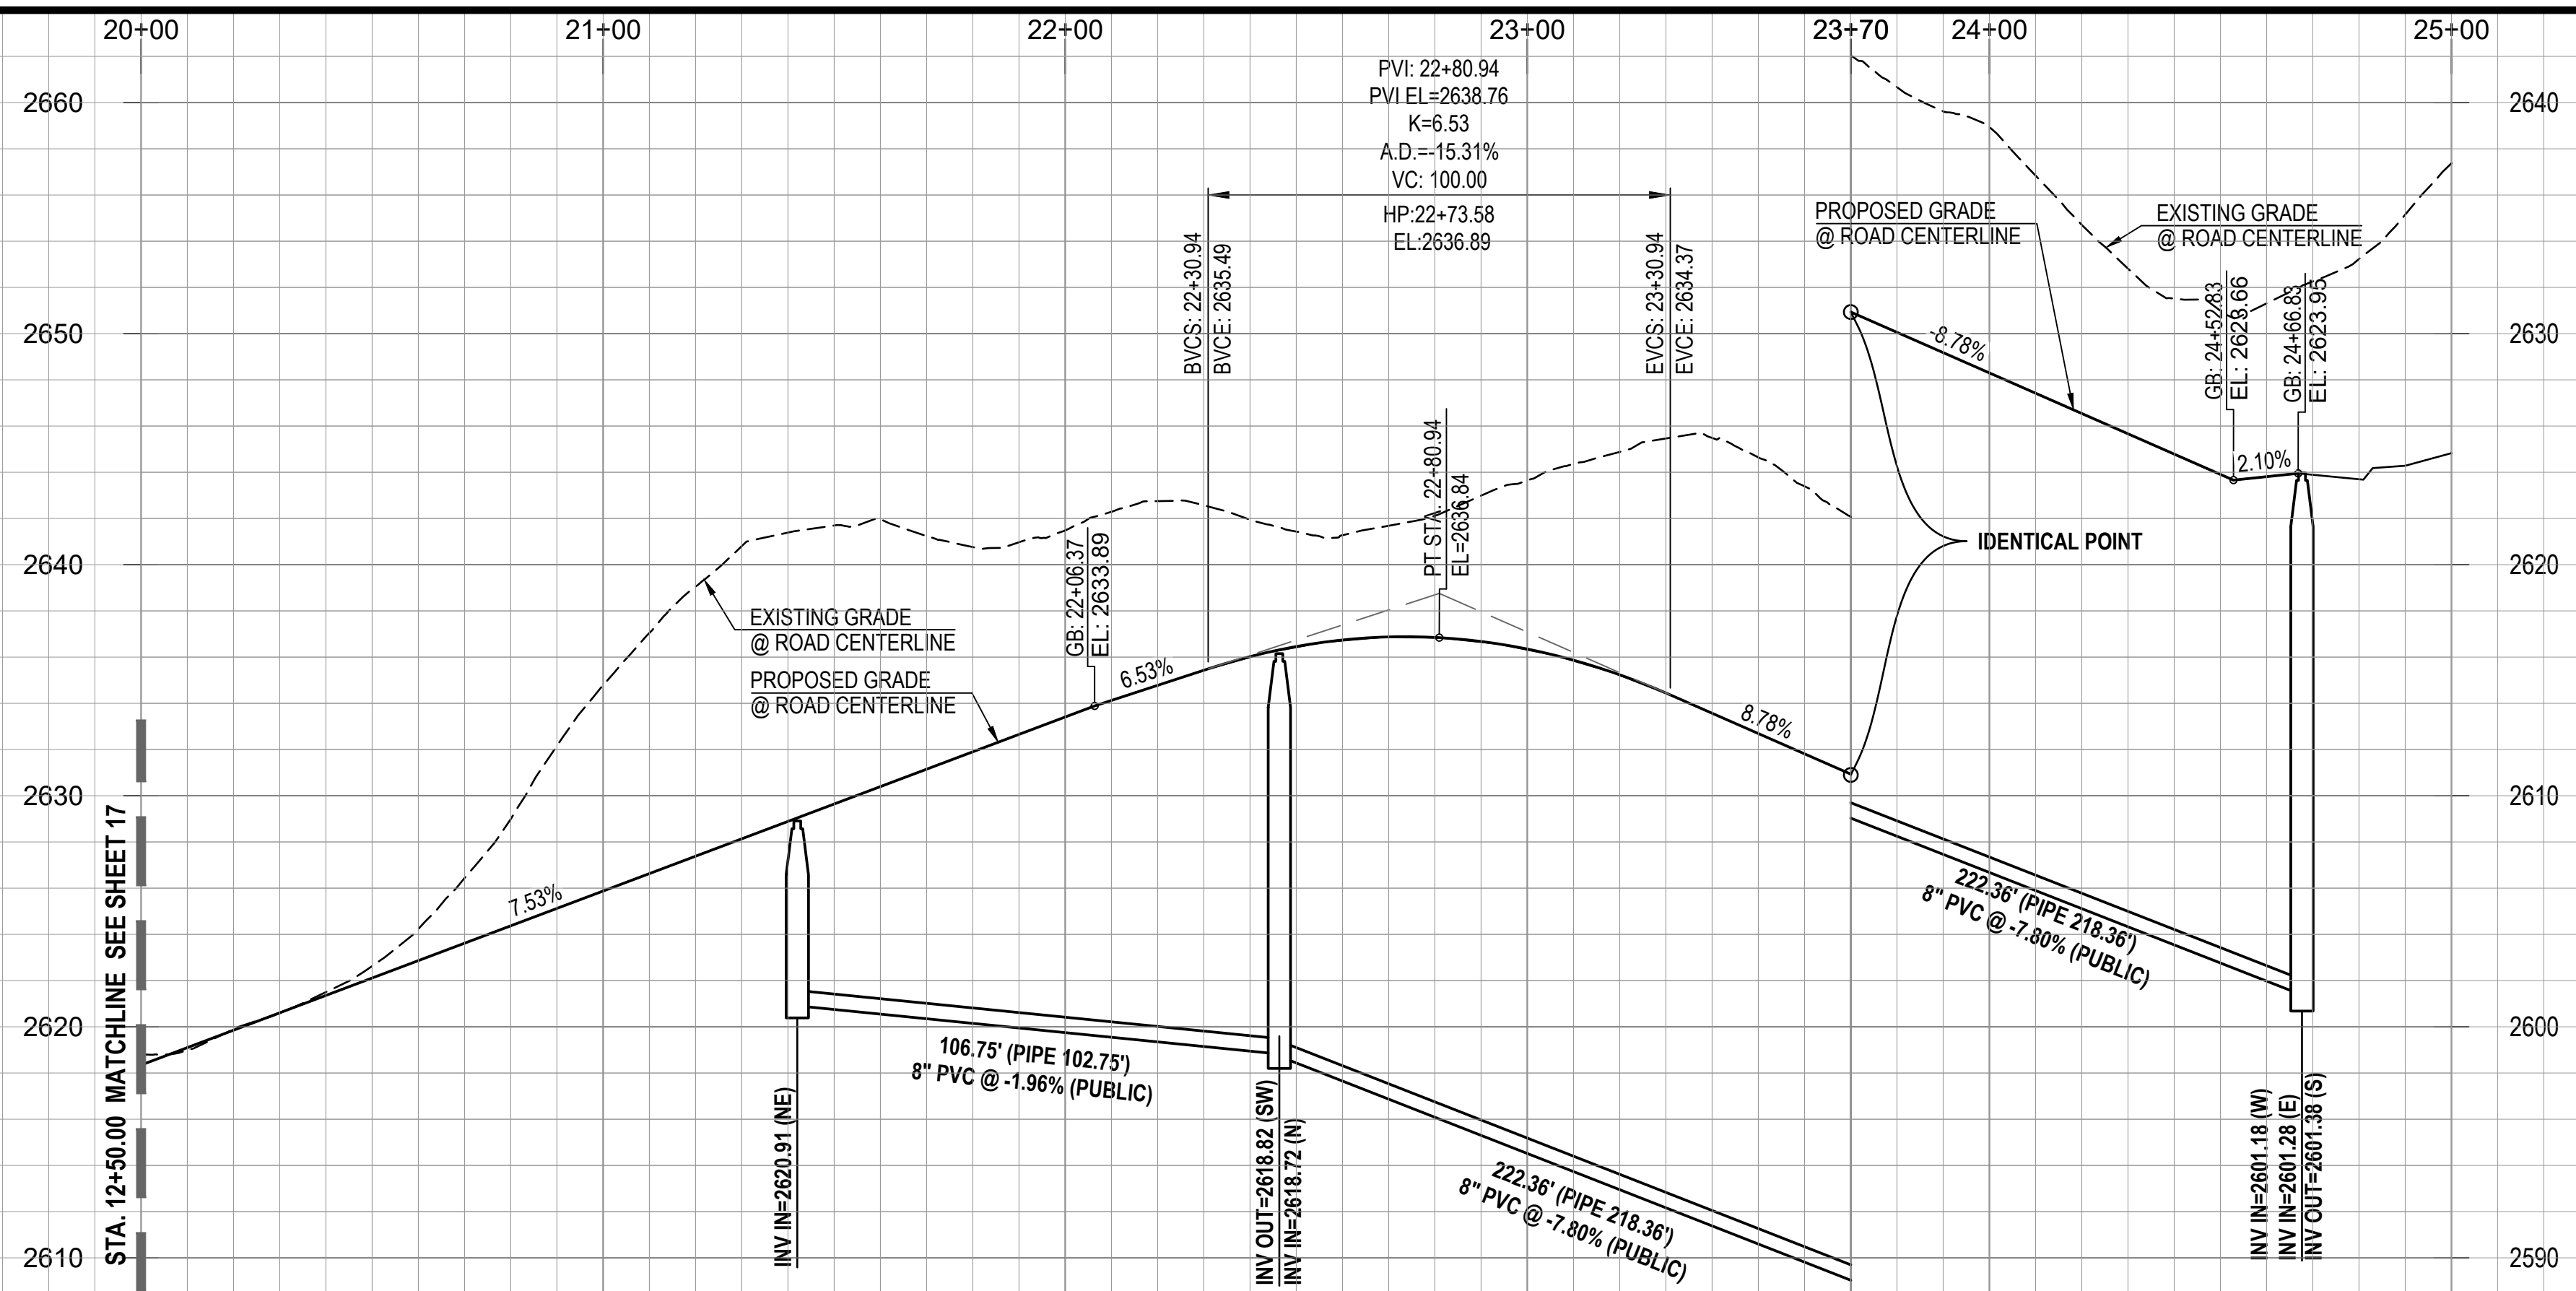 20+00
21+00
22+00
23+00
23+70
24+00
25+00
PVI: 22+80.94
PVI EL=2638.76
K=6.53
A.D.=-15.31%
VC: 100.00
HP:22+73.58
EL:2636.89
BVCS: 22+30.94
BVCE: 2635.49
EVCS: 23+30.94
EVCE: 2634.37
2660
2650
2640
2630
2620
2610
2640
2630
2620
2610
2600
2590
PROPOSED GRADE
@ ROAD CENTERLINE
EXISTING GRADE
@ ROAD CENTERLINE
GB: 24+52.83
EL: 2623.66
GB: 24+66.83
EL: 2623.95
-8.78%
2.10%
PT STA: 22+80.94
EL=2636.84
IDENTICAL POINT
GB: 22+06.37
EL: 2633.89
EXISTING GRADE
@ ROAD CENTERLINE
PROPOSED GRADE
@ ROAD CENTERLINE
6.53%
8.78%
7.53%
STA. 12+50.00 MATCHLINE SEE SHEET 17
222.36' (PIPE 218.36')
8" PVC @ -7.80% (PUBLIC)
106.75' (PIPE 102.75')
8" PVC @ -1.96% (PUBLIC)
222.36' (PIPE 218.36')
8" PVC @ -7.80% (PUBLIC)
INV IN=2620.91 (NE)
INV OUT=2618.82 (SW)
INV IN=2618.72 (N)
INV IN=2601.18 (W)
INV IN=2601.28 (E)
INV OUT=2601.38 (S)